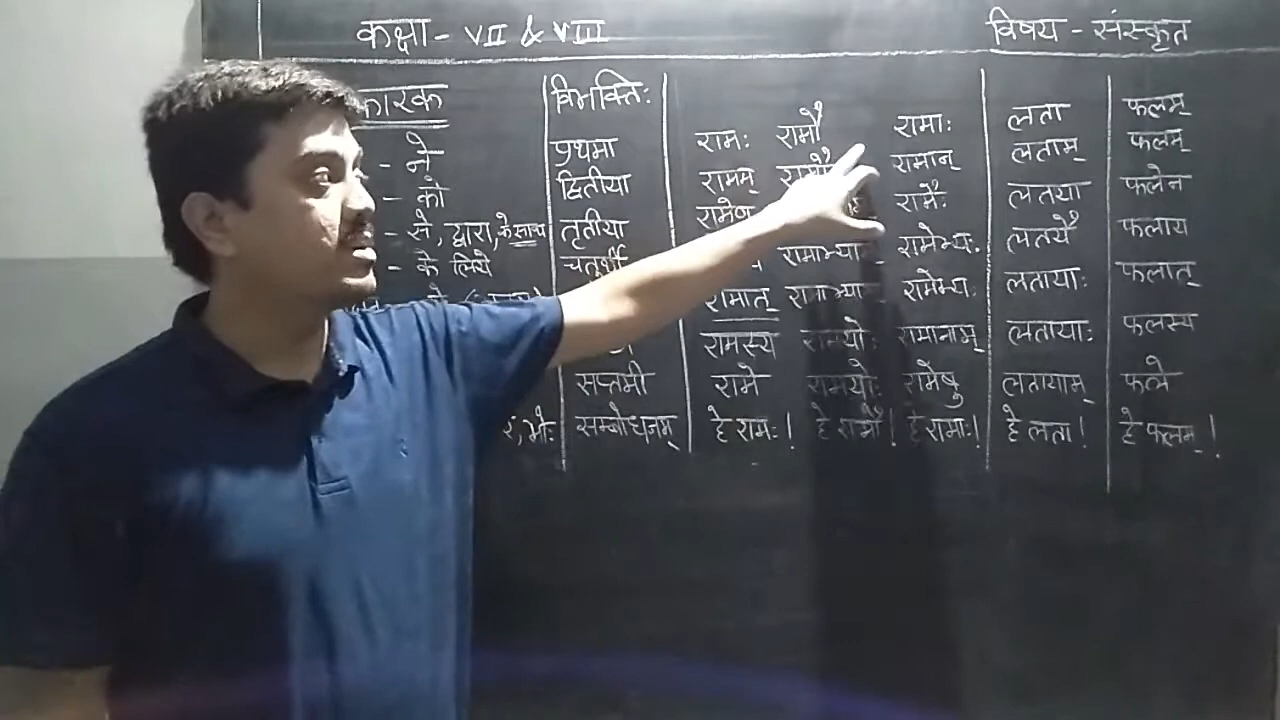 कक्षा - VII & VIII विषय - संस्कृत
कारक विभक्तिः
- ने प्रथमा रामः रामौ रामाः लता फलम्
- को द्वितीया रामम् रामौ रामान् लताम् फलम्
- से, द्वारा, के साथ तृतीया रामेण रामैः लतया फलेन
- के लिये चतुर्थी रामाभ्या रामेभ्यः लतयै फलाय
रामात् रामाभ्या रामेभ्यः लतायाः फलात्
रामस्य रामयोः रामानाम् लतायाः फलस्य
सप्तमी रामे रामयोः रामेषु लतायाम् फले
रे, भोः सम्बोधनम् हे रामः! हे रामौ! हे रामाः! हे लता! हे फलम्!